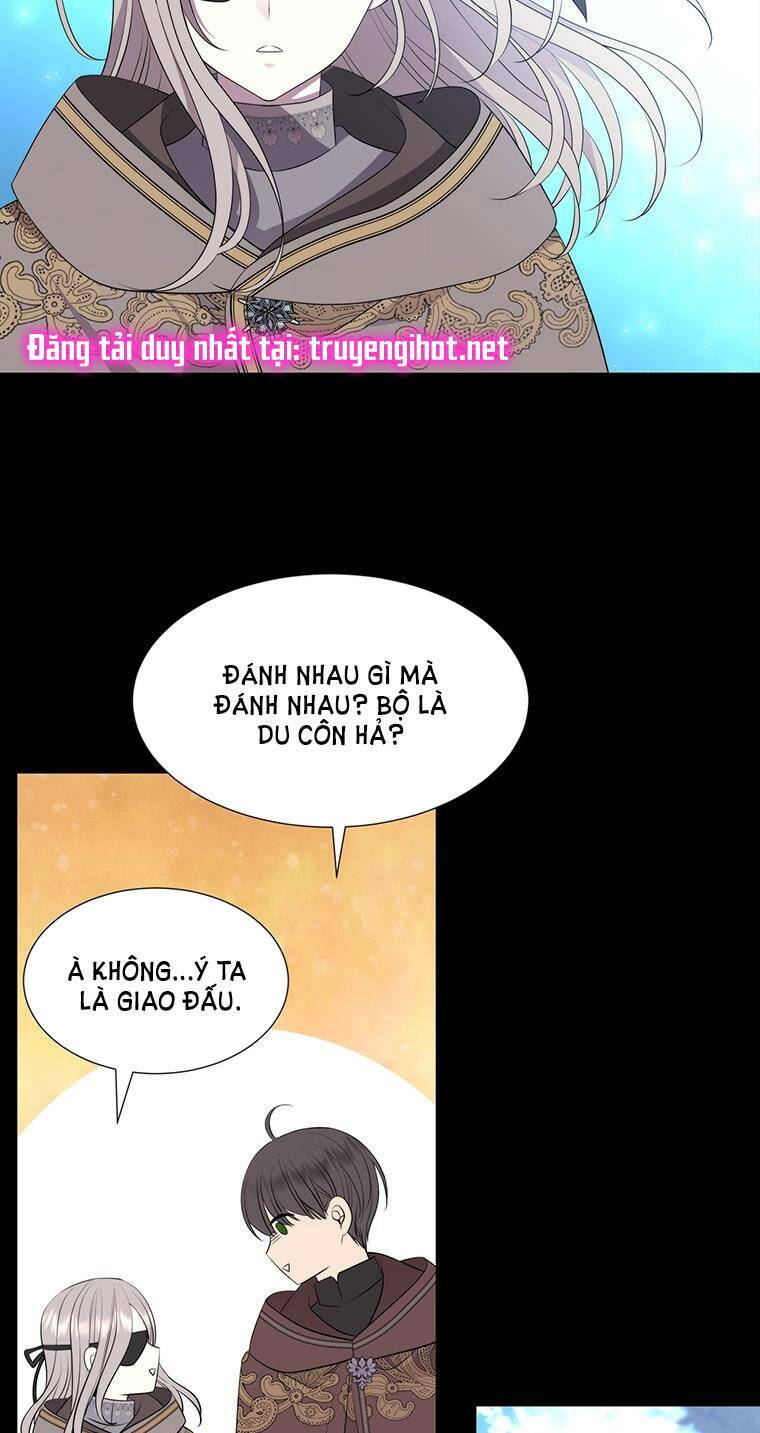 Đăng tải duy nhất tại: truyengihot.net
ĐÁNH NHAU GÌ MÀ
ĐÁNH NHAU? BỘ LÀ
DU CÔN HẢ?
À KHÔNG...Ý TA
LÀ GIAO ĐẤU.